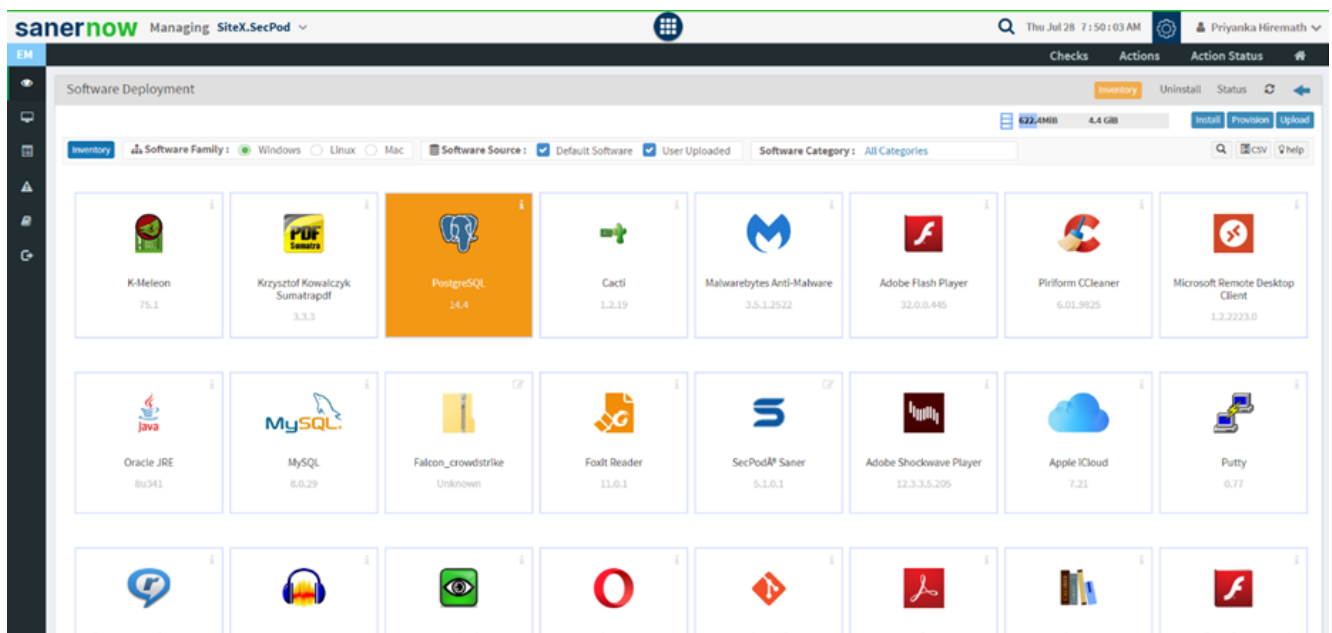 sanernow Managing SiteX.SecPod Thu Jul 28 7:50:03 AM Priyanka Hiremath
EM Checks Actions Action Status
Software Deployment Inventory Uninstall Status
622.4MiB 4.4 GiB Install Provision Upload
Inventory Software Family: Windows Linux Mac Software Source: Default Software User Uploaded Software Category: All Categories CSV help
K-Meleon
75.1
PDF
Sumatra
Krzysztof Kowalczyk
Sumatrapdf
3.3.3
PostgreSQL
14.4
Cacti
1.2.19
Malwarebytes Anti-Malware
3.5.1.2522
Adobe Flash Player
32.0.0.445
Piriform CCleaner
6.01.9825
Microsoft Remote Desktop
Client
1.2.2223.0
Java
Oracle JRE
8u341
MySQL
MySQL
8.0.29
Falcon_crowdstrike
Unknown
Foxit Reader
11.0.1
SecPodÂ® Saner
5.1.0.1
Adobe Shockwave Player
12.3.3.5.205
Apple iCloud
7.21
Putty
0.77